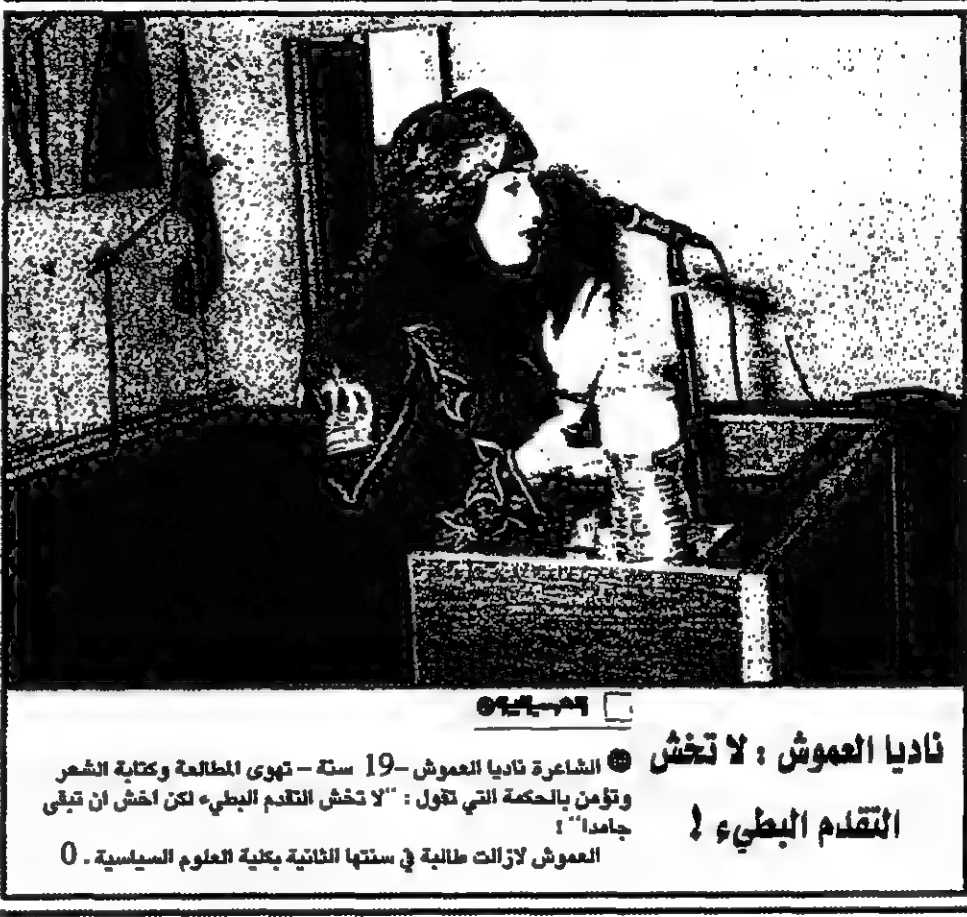 ناديا العموش : لا تخش
التقدم البطيء !
الشاعرة ناديا العموش –19 سنة – تهوى المطالعة وكتابة الشعر
وتؤمن بالحكمة التي تقول : "لا تخش التقدم البطيء لكن اخش ان تبقى
جامدا" !
العموش لازالت طالبة في سنتها الثانية بكلية العلوم السياسية . 0